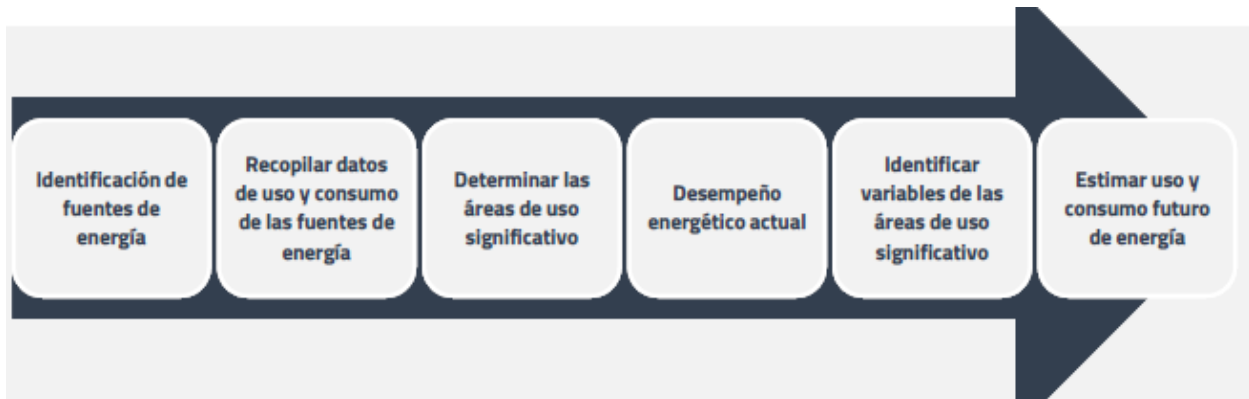 Identificación de
fuentes de
energía
Recopilar datos
de uso y consumo
de las fuentes de
energía
Determinar las
áreas de uso
significativo
Desempeño
energético actual
Identificar
variables de las
áreas de uso
significativo
Estimar uso y
consumo futuro
de energía